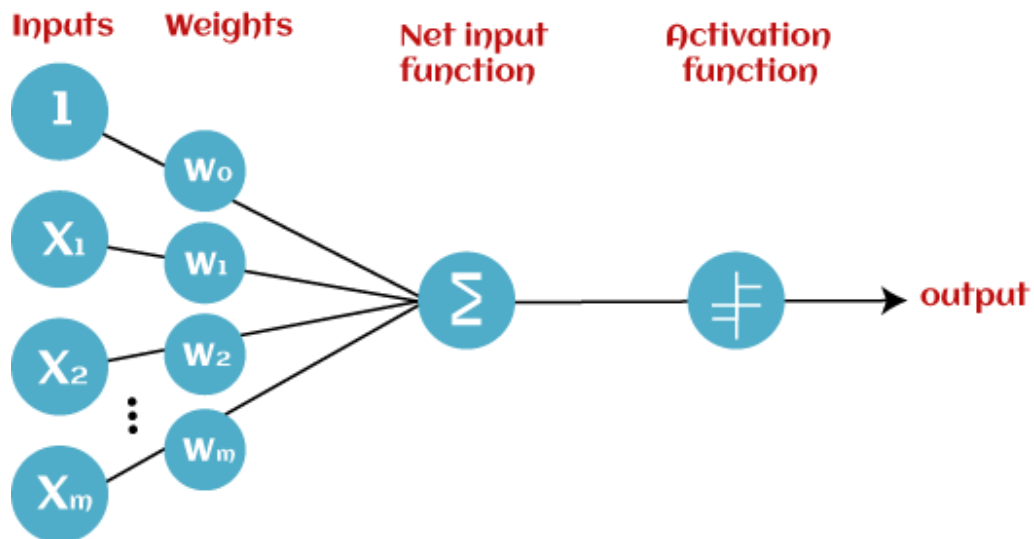 Inputs
Weights
Net input
function
Activation
function
1
W0
X1
W1
Σ
output
X2
W2
Wm
Xm